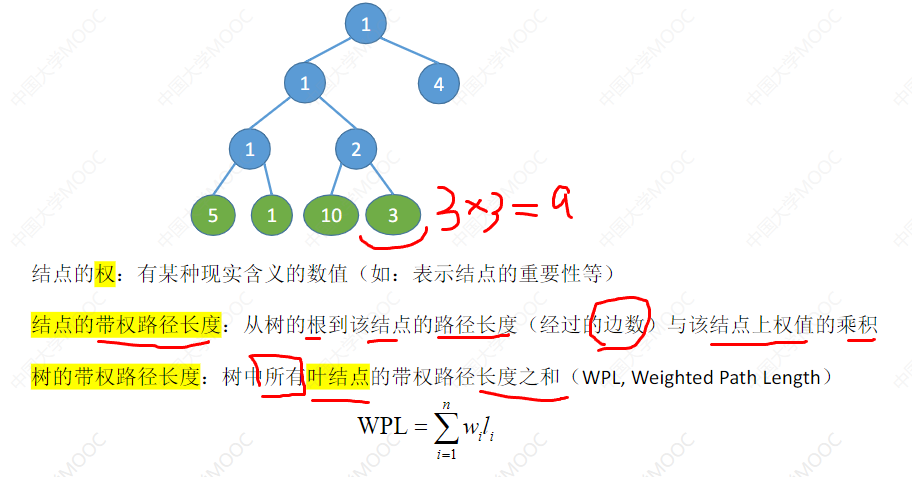 1
1 4
1 2
5 1 10 3 3×3=9
结点的权：有某种现实含义的数值（如：表示结点的重要性等）
结点的带权路径长度：从树的根到该结点的路径长度（经过的边数）与该结点上权值的乘积
树的带权路径长度：树中所有叶结点的带权路径长度之和（WPL, Weighted Path Length）
WPL = ∑_{i=1}^{n} w_i l_i
中国大学MOOC